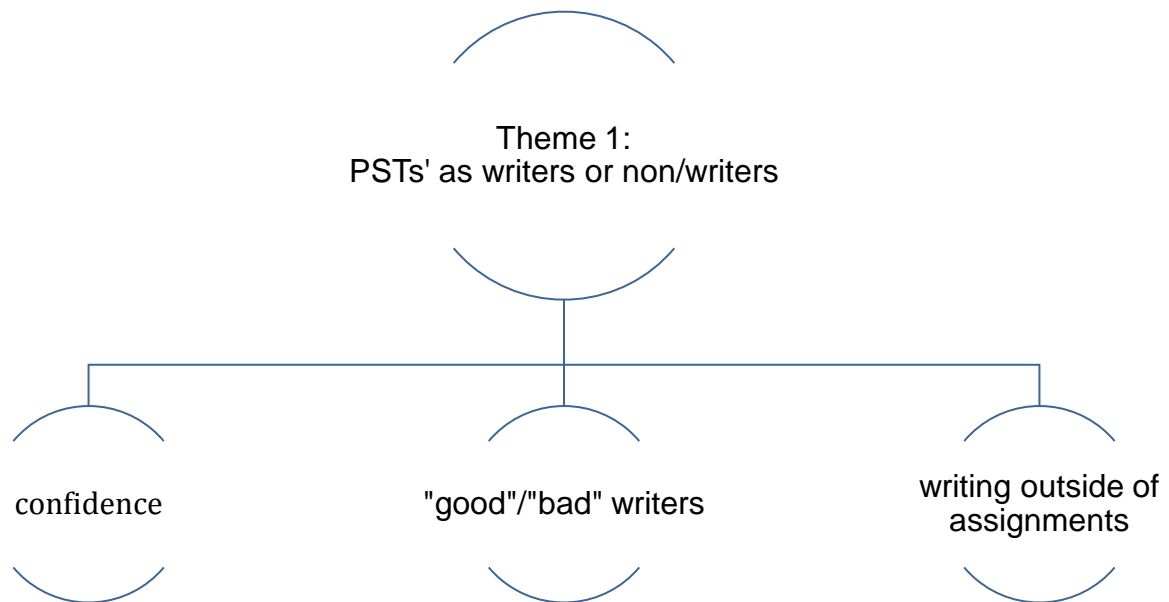 Theme 1:
PSTs' as writers or non/writers
confidence
"good"/"bad" writers
writing outside of
assignments